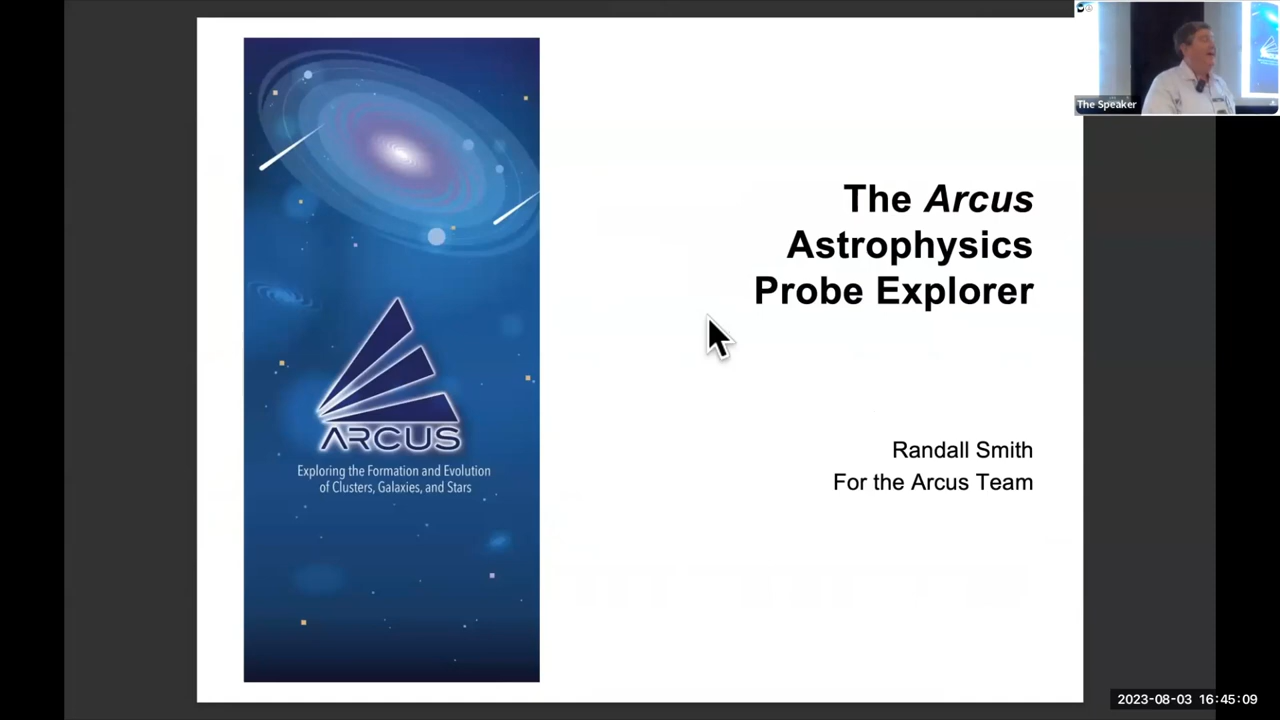 The Speaker
The Arcus
Astrophysics
Probe Explorer
ARCUS
Exploring the Formation and Evolution
of Clusters, Galaxies, and Stars
Randall Smith
For the Arcus Team
2023-08-03 16:45:09